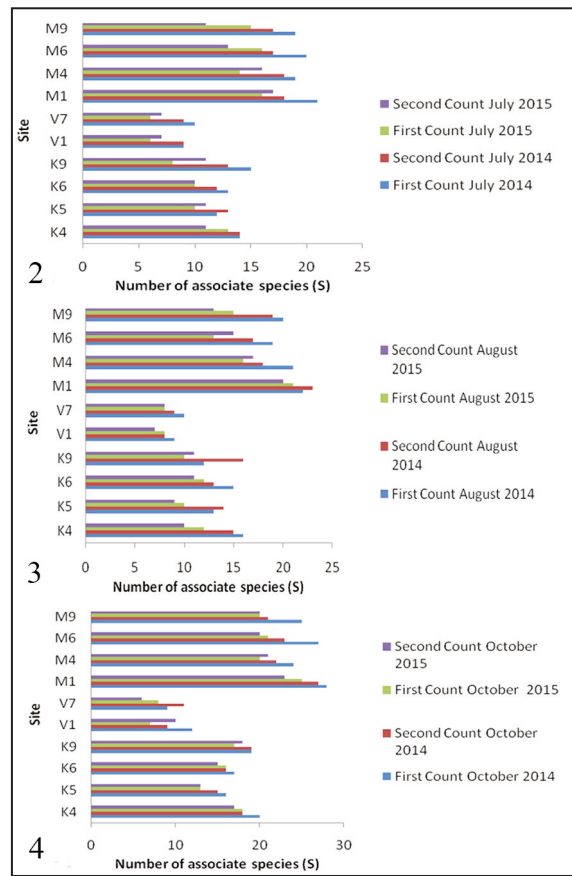 M9
M6
M4
M1
V7
V1
K9
K6
K5
K4
Site
0 5 10 15 20 25
Number of associate species (S)
Second Count July 2015
First Count July 2015
Second Count July 2014
First Count July 2014
2
M9
M6
M4
M1
V7
V1
K9
K6
K5
K4
Site
0 5 10 15 20 25
Number of associate species (S)
Second Count August
2015
First Count August 2015
Second Count August
2014
First Count August 2014
3
M9
M6
M4
M1
V7
V1
K9
K6
K5
K4
Site
0 10 20 30
Number of associate species (S)
Second Count October
2015
First Count October 2015
Second Count October
2014
First Count October 2014
4